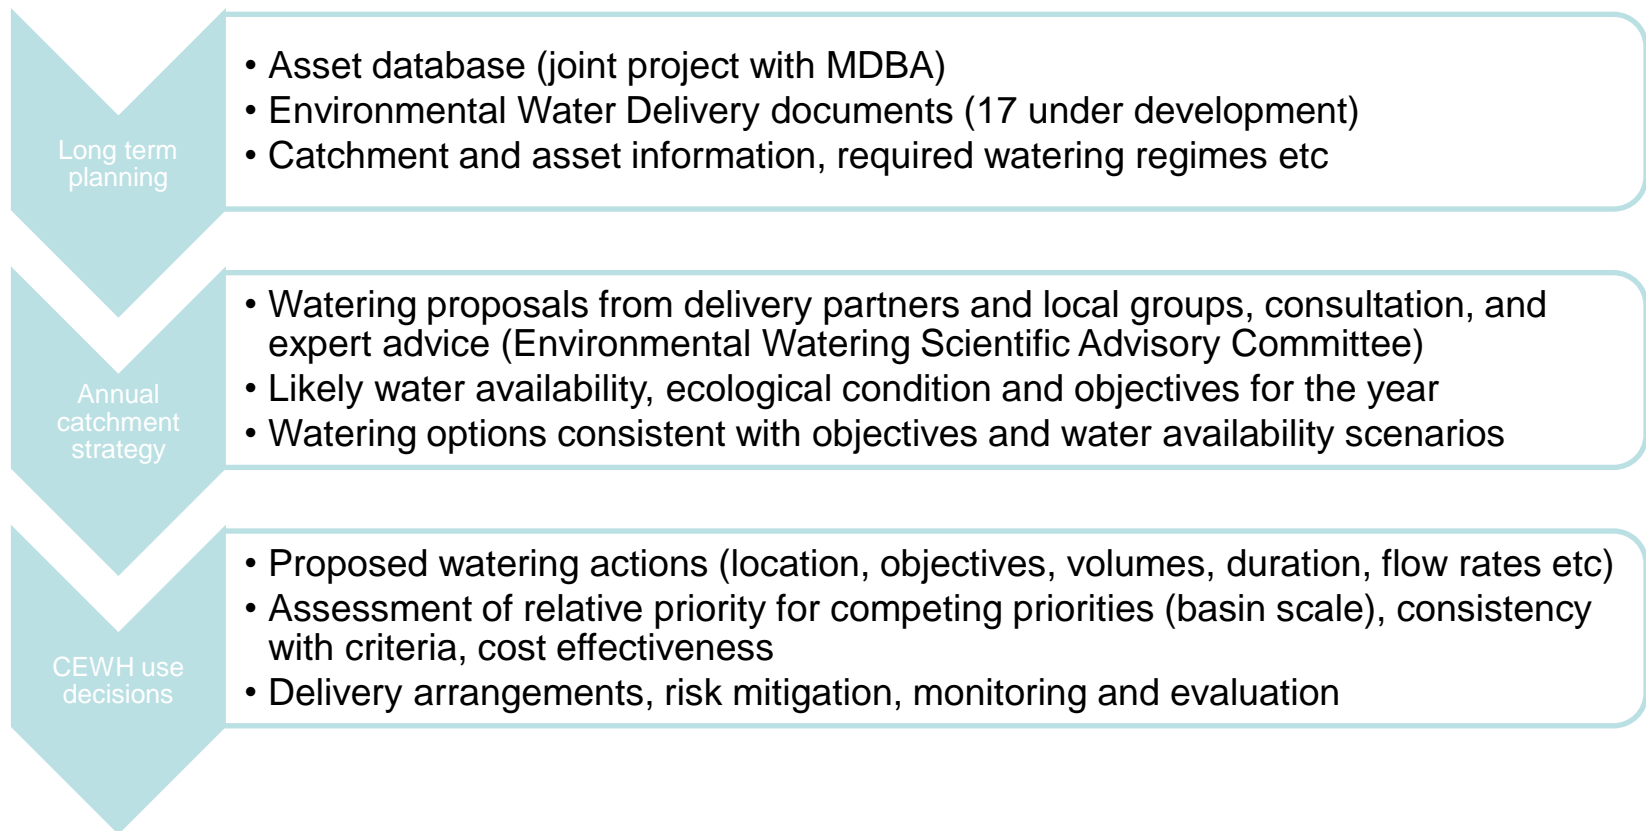 Long term
planning
• Asset database (joint project with MDBA)
• Environmental Water Delivery documents (17 under development)
• Catchment and asset information, required watering regimes etc
Annual
catchment
strategy
• Watering proposals from delivery partners and local groups, consultation, and
expert advice (Environmental Watering Scientific Advisory Committee)
• Likely water availability, ecological condition and objectives for the year
• Watering options consistent with objectives and water availability scenarios
CEWH use
decisions
• Proposed watering actions (location, objectives, volumes, duration, flow rates etc)
• Assessment of relative priority for competing priorities (basin scale), consistency
with criteria, cost effectiveness
• Delivery arrangements, risk mitigation, monitoring and evaluation